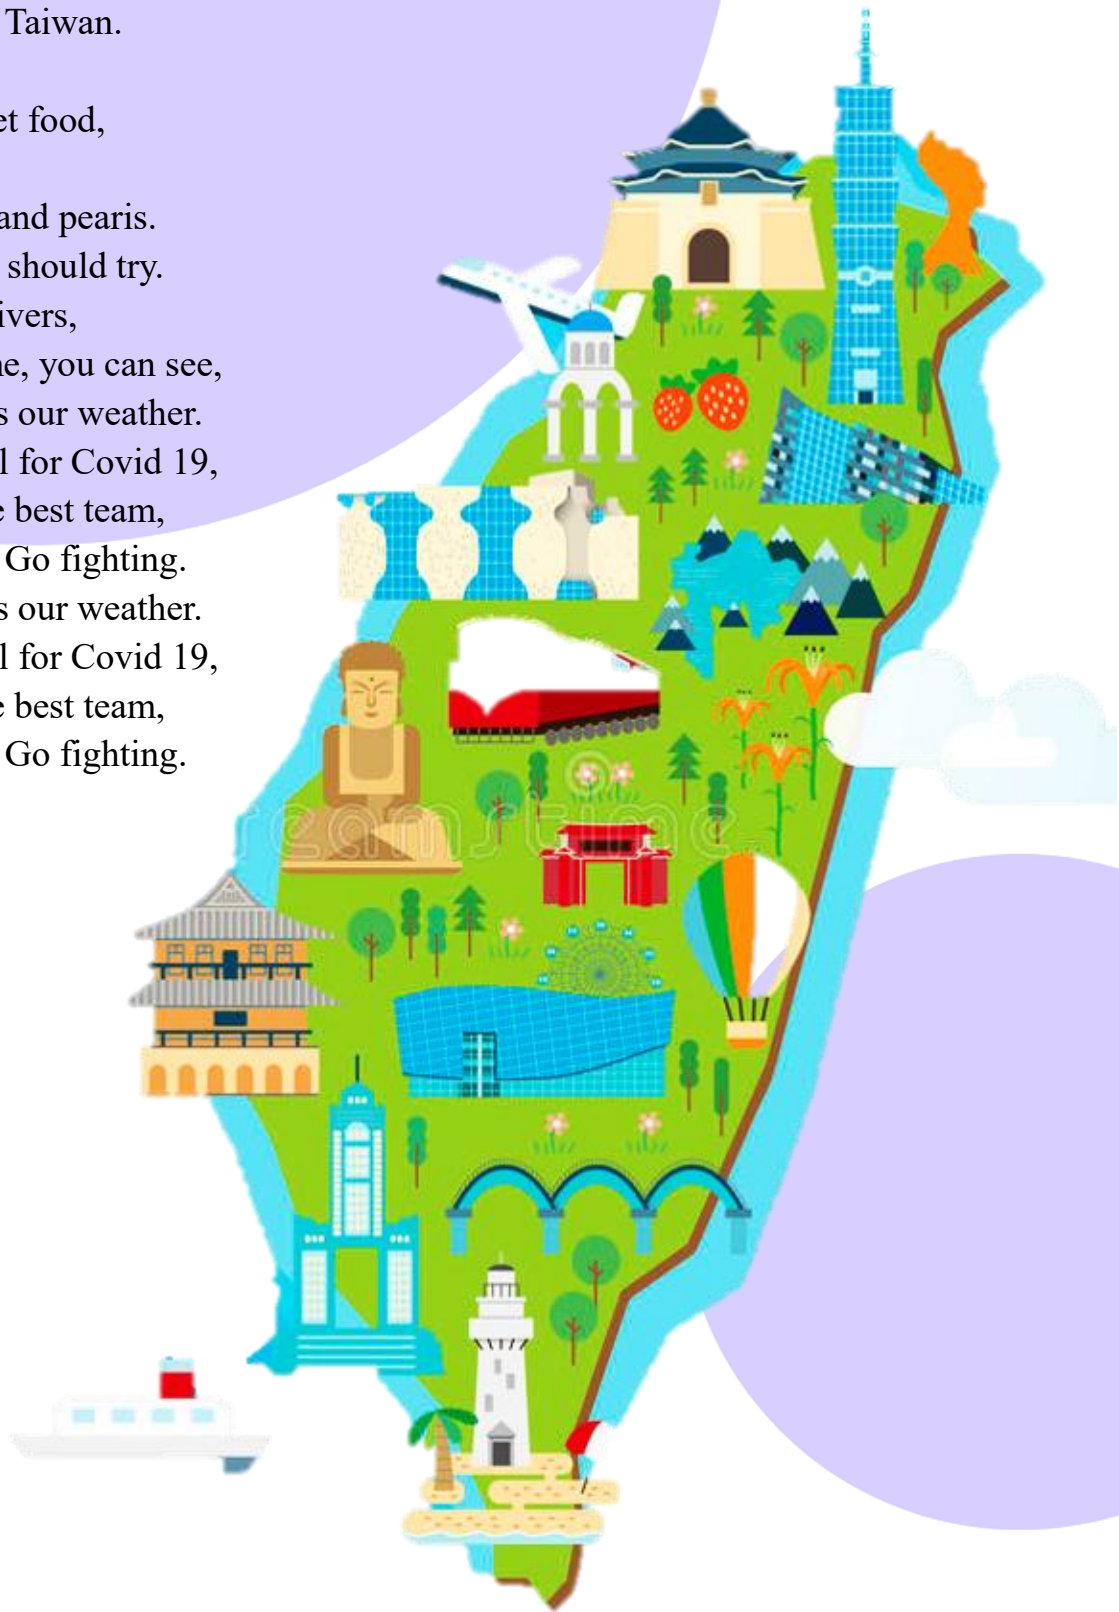 Taiwan.
et food,
and pearis.
should try.
ivers,
ne, you can see,
s our weather.
l for Covid 19,
e best team,
Go fighting.
s our weather.
l for Covid 19,
e best team,
Go fighting.
reamstime